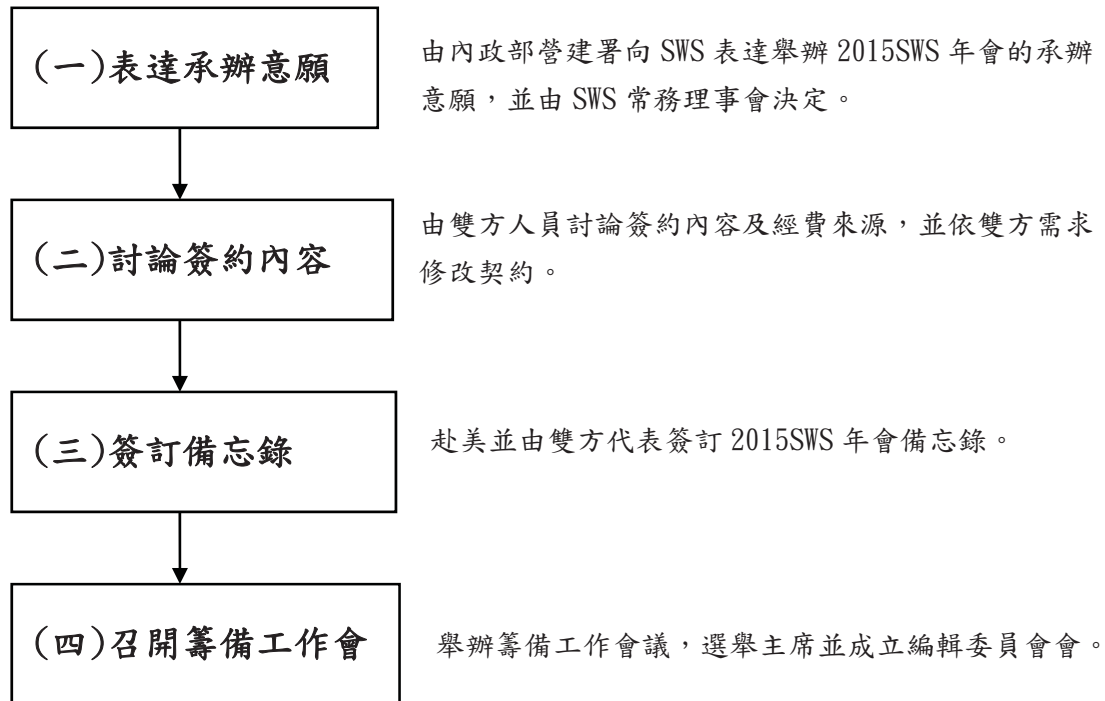 (一)表達承辦意願
由內政部營建署向 SWS 表達舉辦 2015SWS 年會的承辦
意願，並由 SWS 常務理事會決定。
(二)討論簽約內容
由雙方人員討論簽約內容及經費來源，並依雙方需求
修改契約。
(三)簽訂備忘錄
赴美並由雙方代表簽訂 2015SWS 年會備忘錄。
(四)召開籌備工作會
舉辦籌備工作會議，選舉主席並成立編輯委員會會。